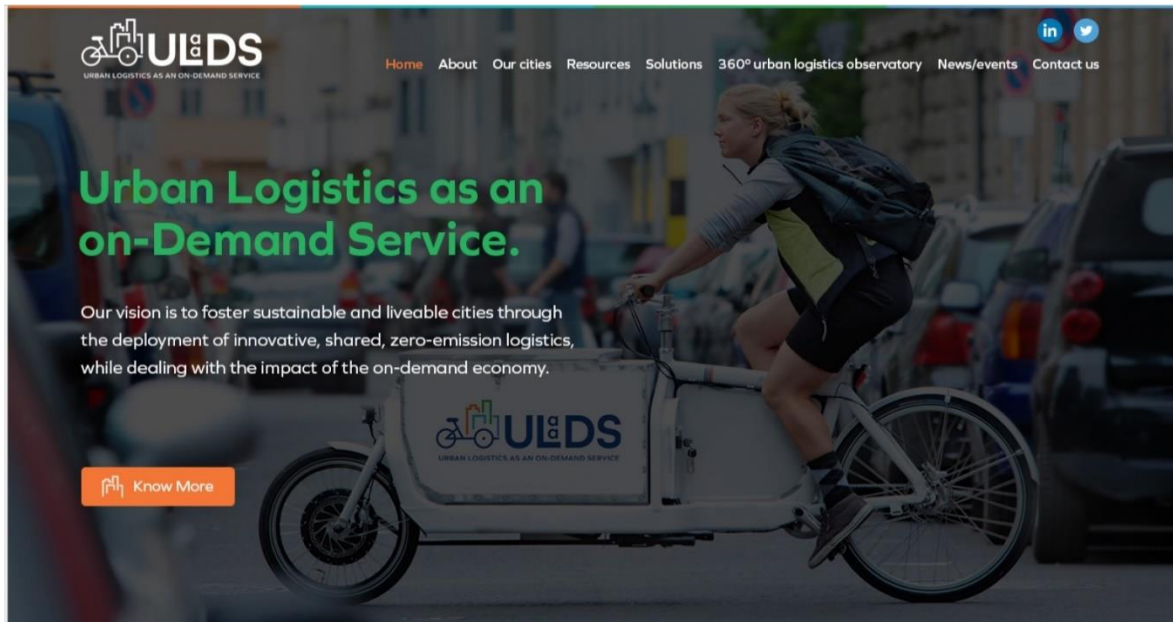 ULaaDS
URBAN LOGISTICS AS AN ON-DEMAND SERVICE
in
Home About Our cities Resources Solutions 360º urban logistics observatory News/events Contact us
Urban Logistics as an
on-Demand Service.
Our vision is to foster sustainable and liveable cities through
the deployment of innovative, shared, zero-emission logistics,
while dealing with the impact of the on-demand economy.
ULaaDS
URBAN LOGISTICS AS AN ON-DEMAND SERVICE
Know More